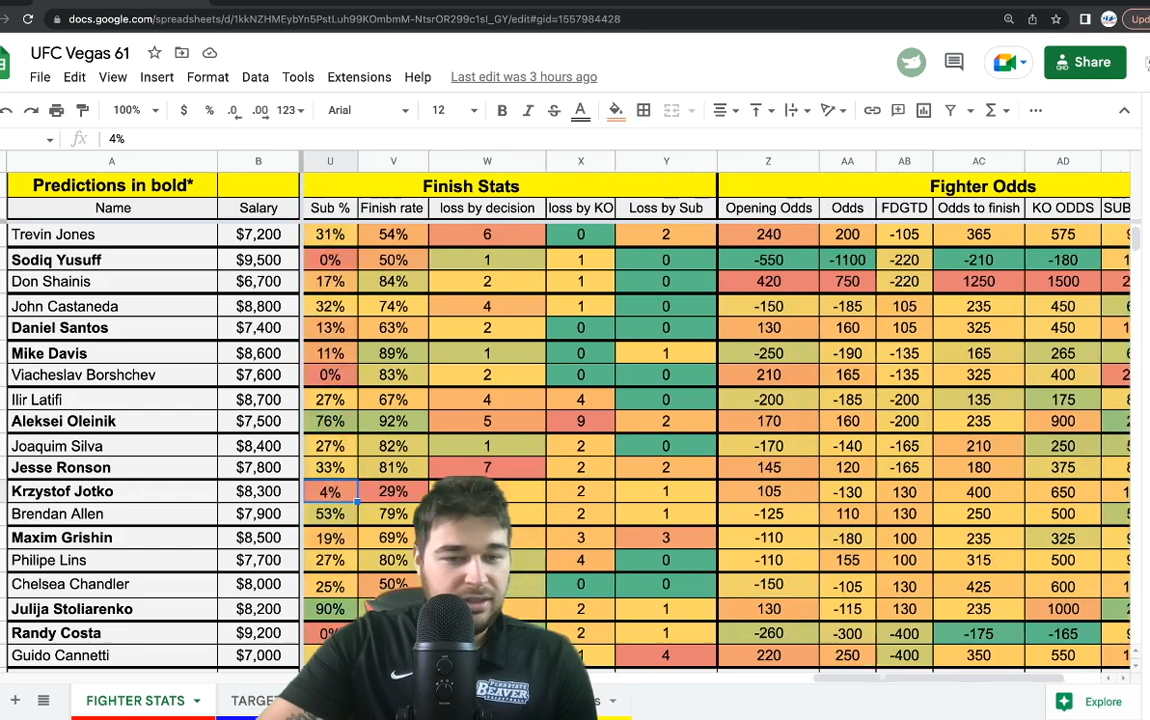 docs.google.com/spreadsheets/d/1kkNZHMEybYn5PstLuh99KOmbmM-NtsrOR299c1sI_GY/edit#gid=1557984428
UFC Vegas 61
File Edit View Insert Format Data Tools Extensions Help Last edit was 3 hours ago
Share
100% $ % .0 .00 123 Arial 12 B I S A
fx 4%
A B U V W X Y Z AA AB AC AD
Predictions in bold* Finish Stats Fighter Odds
Name Salary Sub % Finish rate loss by decision loss by KO Loss by Sub Opening Odds Odds FDGTD Odds to finish KO ODDS SUB
Trevin Jones $7,200 31% 54% 6 0 2 240 200 -105 365 575
Sodiq Yusuff $9,500 0% 50% 1 1 0 -550 -1100 -220 -210 -180 1
Don Shainis $6,700 17% 84% 2 1 0 420 750 -220 1250 1500 2
John Castaneda $8,800 32% 74% 4 1 0 -150 -185 105 235 450
Daniel Santos $7,400 13% 63% 2 0 0 130 160 105 325 450 1
Mike Davis $8,600 11% 89% 1 0 1 -250 -190 -135 165 265
Viacheslav Borshchev $7,600 0% 83% 2 0 0 210 165 -135 325 400 2
Ilir Latifi $8,700 27% 67% 4 4 0 -200 -185 -200 135 175
Aleksei Oleinik $7,500 76% 92% 5 9 2 170 160 -200 160 900 2
Joaquim Silva $8,400 27% 82% 1 2 0 -170 -140 -165 210 250
Jesse Ronson $7,800 33% 81% 7 2 2 145 120 -165 180 375
Krzystof Jotko $8,300 4% 29% 2 1 105 -130 130 400 650 1
Brendan Allen $7,900 53% 79% 2 1 -125 110 130 250 500
Maxim Grishin $8,500 19% 69% 3 3 -110 -180 100 235 325
Philipe Lins $7,700 27% 80% 4 0 -110 155 100 315 500
Chelsea Chandler $8,000 25% 50% 0 0 -150 -105 130 425 600 1
Julija Stoliarenko $8,200 90% 2 1 130 -115 130 235 1000 2
Randy Costa $9,200 0% 2 1 -260 -300 -400 -175 -165
Guido Cannetti $7,000 4 220 250 -400 350 550
FIGHTER STATS TARGET Explore
PENN STATE
BEAVER
BASKETBALL